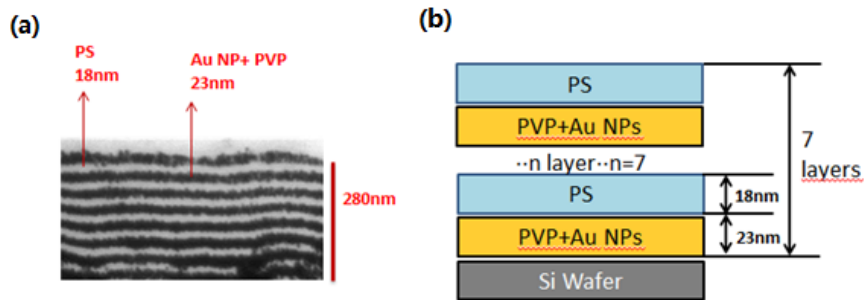 (a)
PS
18nm
Au NP+ PVP
23nm
280nm
(b)
PS
PVP+Au NPs
··n layer··n=7
PS
PVP+Au NPs
Si Wafer
18nm
23nm
7
layers